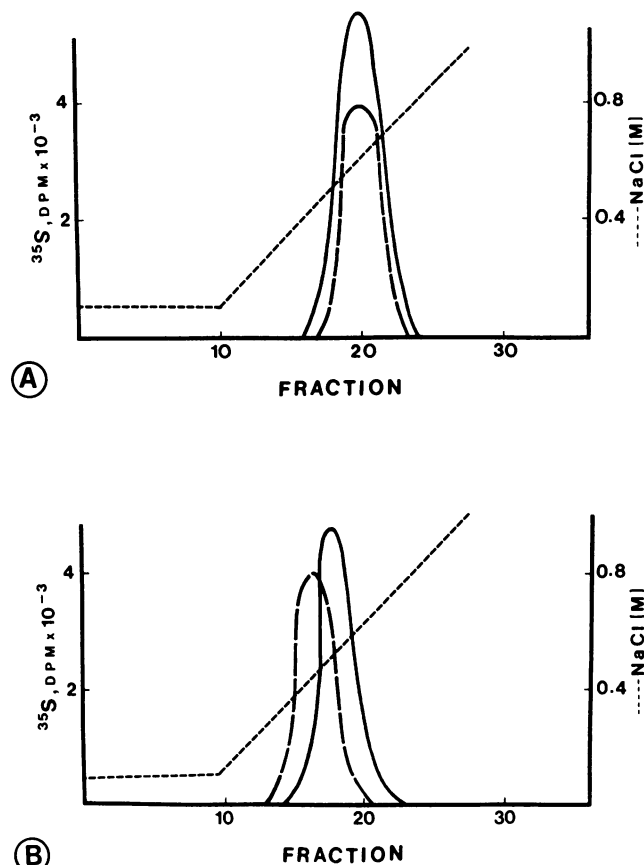 4
2
³⁵S, DPM x 10⁻³
0.8
0.4
-----NaCl [M]
10
20
30
FRACTION
A
4
2
³⁵S, DPM x 10⁻³
0.8
0.4
-----NaCl [M]
10
20
30
FRACTION
B